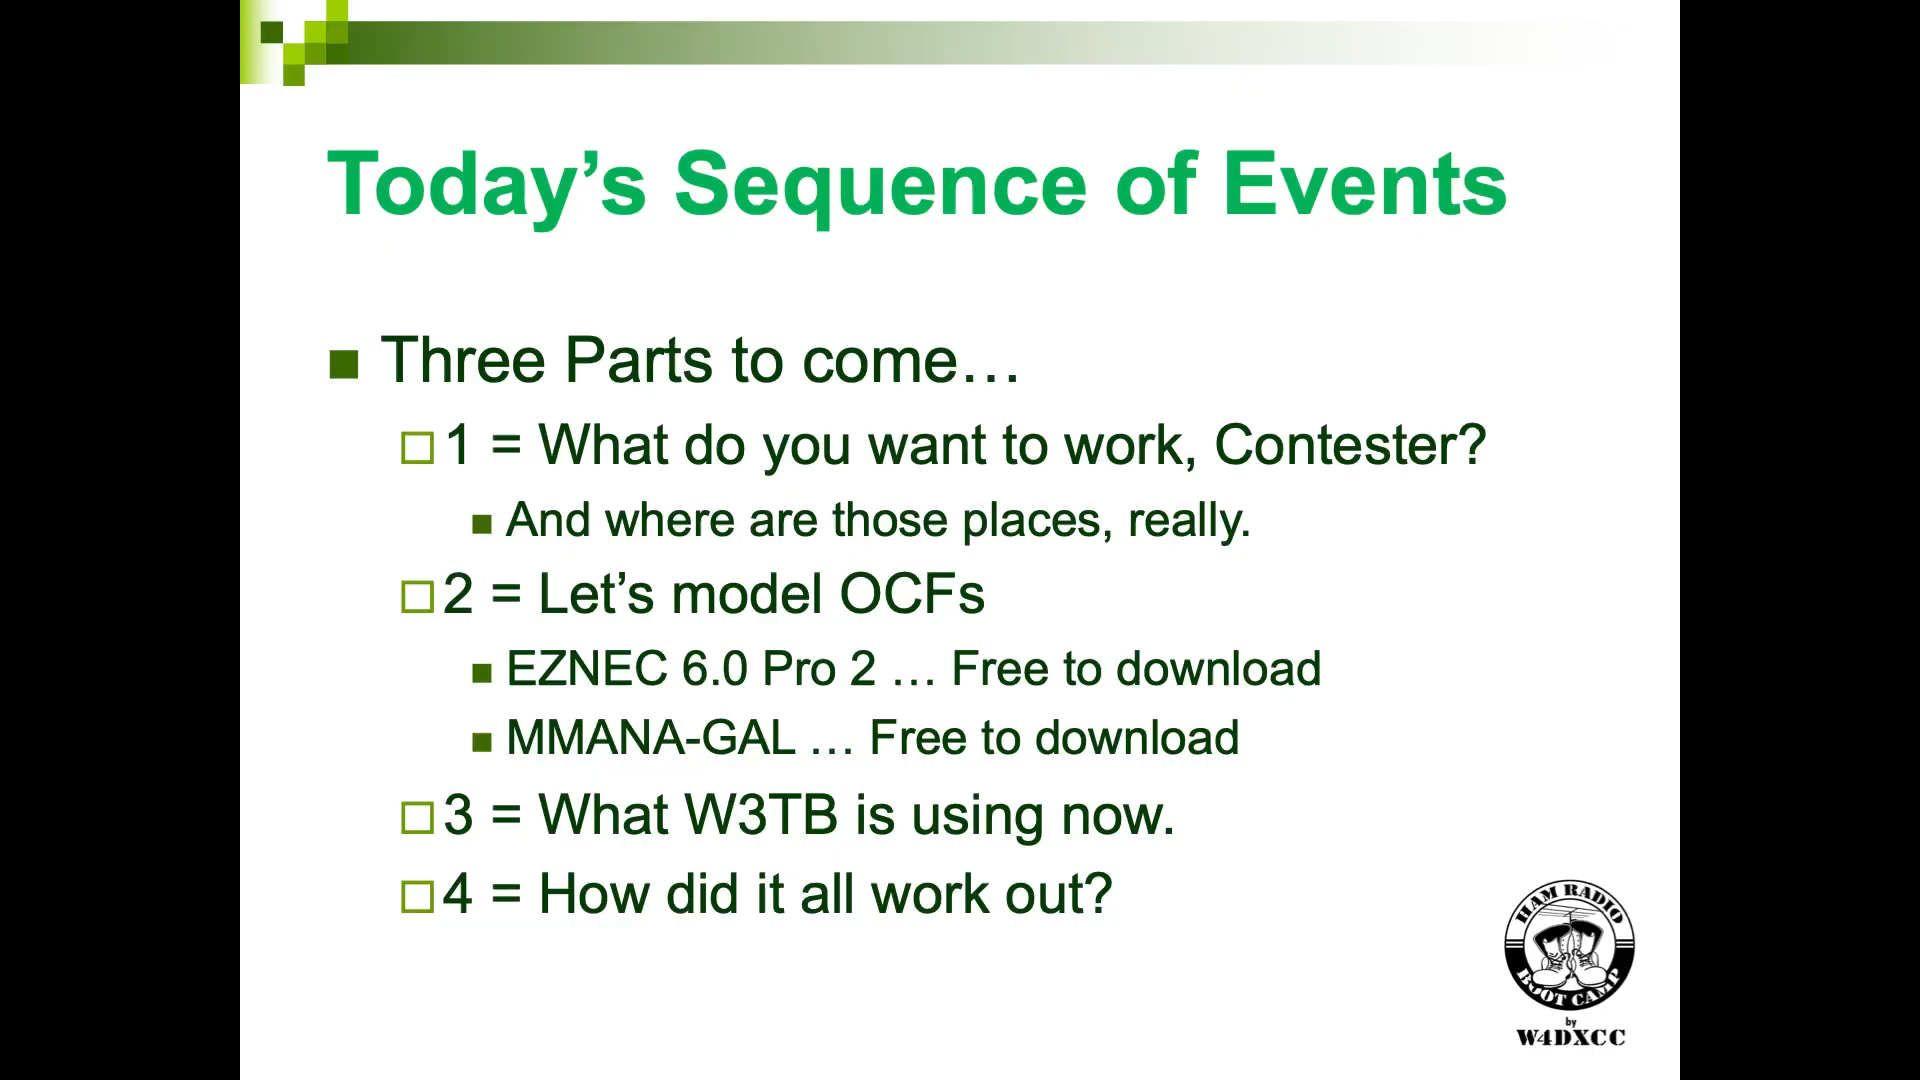 Today’s Sequence of Events
Three Parts to come…
1 = What do you want to work, Contester?
And where are those places, really.
2 = Let’s model OCFs
EZNEC 6.0 Pro 2 … Free to download
MMANA-GAL … Free to download
3 = What W3TB is using now.
4 = How did it all work out?
HAM RADIO
BOOT CAMP
by
W4DXCC